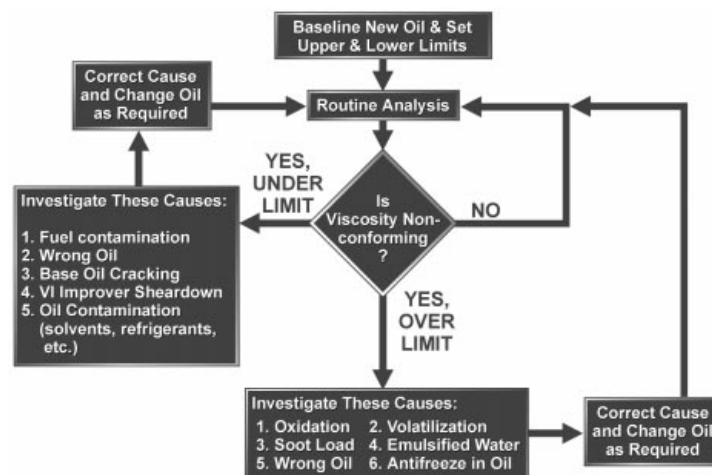 Baseline New Oil & Set
Upper & Lower Limits
Correct Cause
and Change Oil
as Required
Routine Analysis
YES,
UNDER
LIMIT
Is
Viscosity Non-
conforming
?
NO
Investigate These Causes:
1. Fuel contamination
2. Wrong Oil
3. Base Oil Cracking
4. VI Improver Sheardown
5. Oil Contamination
(solvents, refrigerants,
etc.)
YES,
OVER
LIMIT
Investigate These Causes:
1. Oxidation 2. Volatilization
3. Soot Load 4. Emulsified Water
5. Wrong Oil 6. Antifreeze in Oil
Correct Cause
and Change Oil
as Required